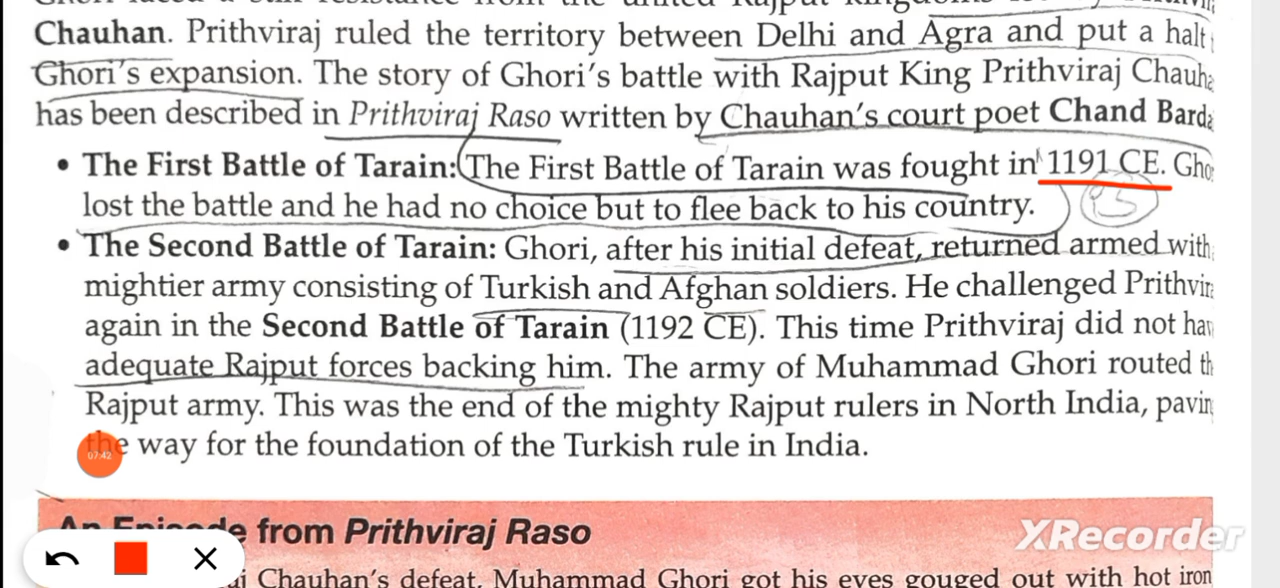 Chauhan. Prithviraj ruled the territory between Delhi and Agra and put a halt
Ghori's expansion. The story of Ghori's battle with Rajput King Prithviraj Chauha
has been described in Prithviraj Raso written by Chauhan's court poet Chand Barda
• The First Battle of Tarain: The First Battle of Tarain was fought in 1191 CE. Gho
lost the battle and he had no choice but to flee back to his country.
• The Second Battle of Tarain: Ghori, after his initial defeat, returned armed with
mightier army consisting of Turkish and Afghan soldiers. He challenged Prithvira
again in the Second Battle of Tarain (1192 CE). This time Prithviraj did not hav
adequate Rajput forces backing him. The army of Muhammad Ghori routed th
Rajput army. This was the end of the mighty Rajput rulers in North India, pavin
the way for the foundation of the Turkish rule in India.
07:42
An Episode from Prithviraj Raso
XRecorder
Chauhan's defeat, Muhammad Ghori got his eyes gouged out with hot iron